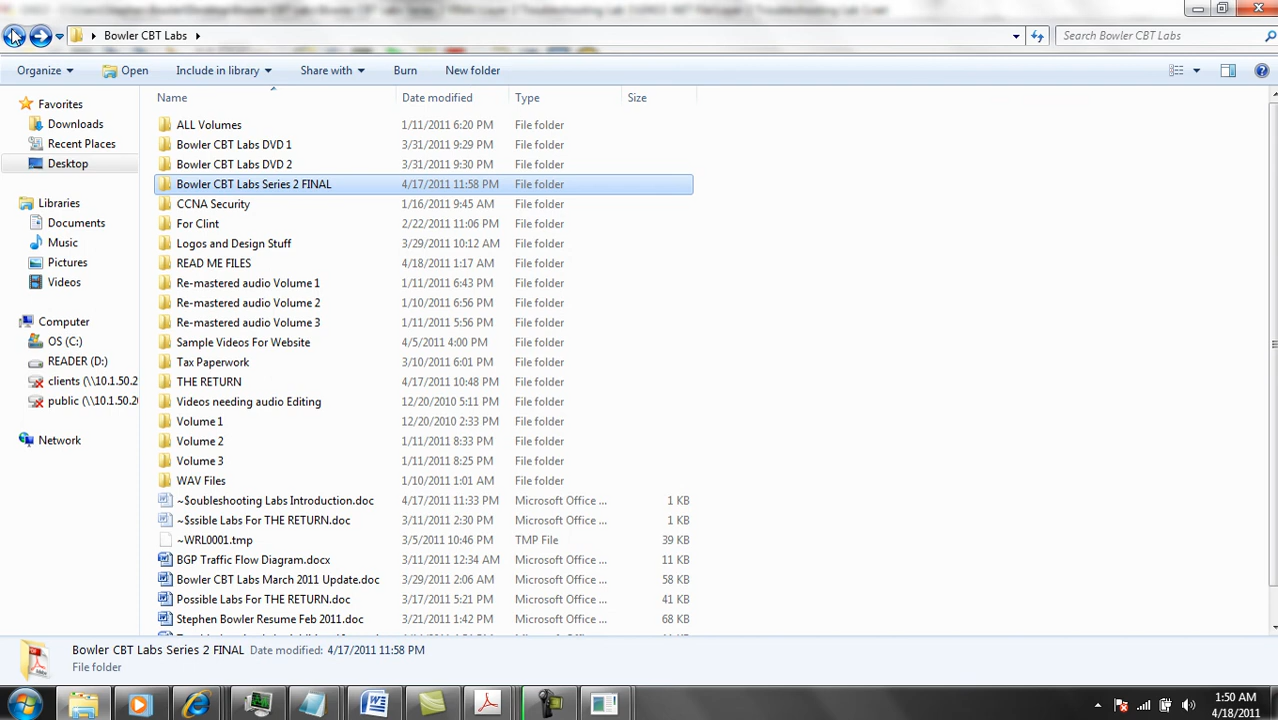 Bowler CBT Labs
Search Bowler CBT Labs
Organize Open Include in library Share with Burn New folder
Name Date modified Type Size
Favorites
Downloads
Recent Places
Desktop
Libraries
Documents
Music
Pictures
Videos
Computer
OS (C:)
READER (D:)
clients (\\10.1.50.2
public (\\10.1.50.20
Network
ALL Volumes 1/11/2011 6:20 PM File folder
Bowler CBT Labs DVD 1 3/31/2011 9:29 PM File folder
Bowler CBT Labs DVD 2 3/31/2011 9:30 PM File folder
Bowler CBT Labs Series 2 FINAL 4/17/2011 11:58 PM File folder
CCNA Security 1/16/2011 9:45 AM File folder
For Clint 2/22/2011 11:06 PM File folder
Logos and Design Stuff 3/29/2011 10:12 AM File folder
READ ME FILES 4/18/2011 1:17 AM File folder
Re-mastered audio Volume 1 1/11/2011 6:43 PM File folder
Re-mastered audio Volume 2 1/10/2011 6:56 PM File folder
Re-mastered audio Volume 3 1/11/2011 5:56 PM File folder
Sample Videos For Website 4/5/2011 4:00 PM File folder
Tax Paperwork 3/10/2011 6:01 PM File folder
THE RETURN 4/17/2011 10:48 PM File folder
Videos needing audio Editing 12/20/2010 5:11 PM File folder
Volume 1 12/20/2010 2:33 PM File folder
Volume 2 1/11/2011 8:33 PM File folder
Volume 3 1/11/2011 8:25 PM File folder
WAV Files 1/10/2011 1:01 AM File folder
~$oubleshooting Labs Introduction.doc 4/17/2011 11:33 PM Microsoft Office ... 1 KB
~$ssible Labs For THE RETURN.doc 3/11/2011 2:30 PM Microsoft Office ... 1 KB
~WRL0001.tmp 3/5/2011 10:46 PM TMP File 39 KB
BGP Traffic Flow Diagram.docx 3/11/2011 12:34 AM Microsoft Office ... 11 KB
Bowler CBT Labs March 2011 Update.doc 3/29/2011 2:06 AM Microsoft Office ... 58 KB
Possible Labs For THE RETURN.doc 3/17/2011 5:21 PM Microsoft Office ... 41 KB
Stephen Bowler Resume Feb 2011.doc 3/21/2011 1:42 PM Microsoft Office ... 68 KB
Bowler CBT Labs Series 2 FINAL Date modified: 4/17/2011 11:58 PM
File folder
1:50 AM
4/18/2011